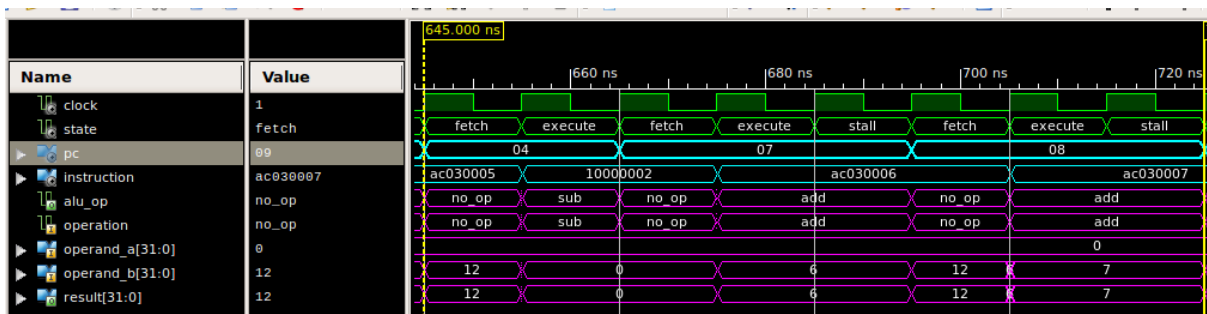 645.000 ns
Name Value
660 ns 680 ns 700 ns 720 ns
clock 1
state fetch fetch execute fetch execute stall fetch execute stall
pc 09 04 07 08
instruction ac030007 ac030005 10000002 ac030006 ac030007
alu_op no_op no_op sub no_op add no_op add
operation no_op no_op sub no_op add no_op add
operand_a[31:0] 0 0
operand_b[31:0] 12 12 0 6 12 6 7
result[31:0] 12 12 0 6 12 6 7